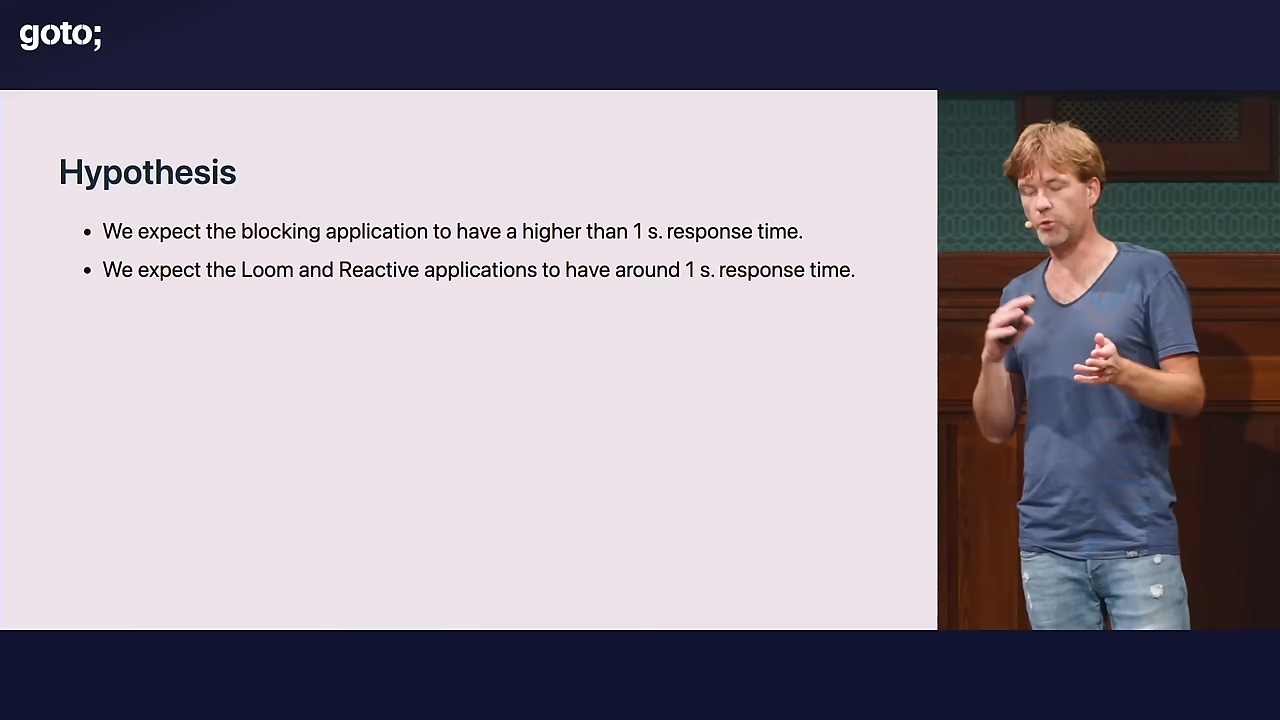 goto;
Hypothesis
• We expect the blocking application to have a higher than 1 s. response time.
• We expect the Loom and Reactive applications to have around 1 s. response time.